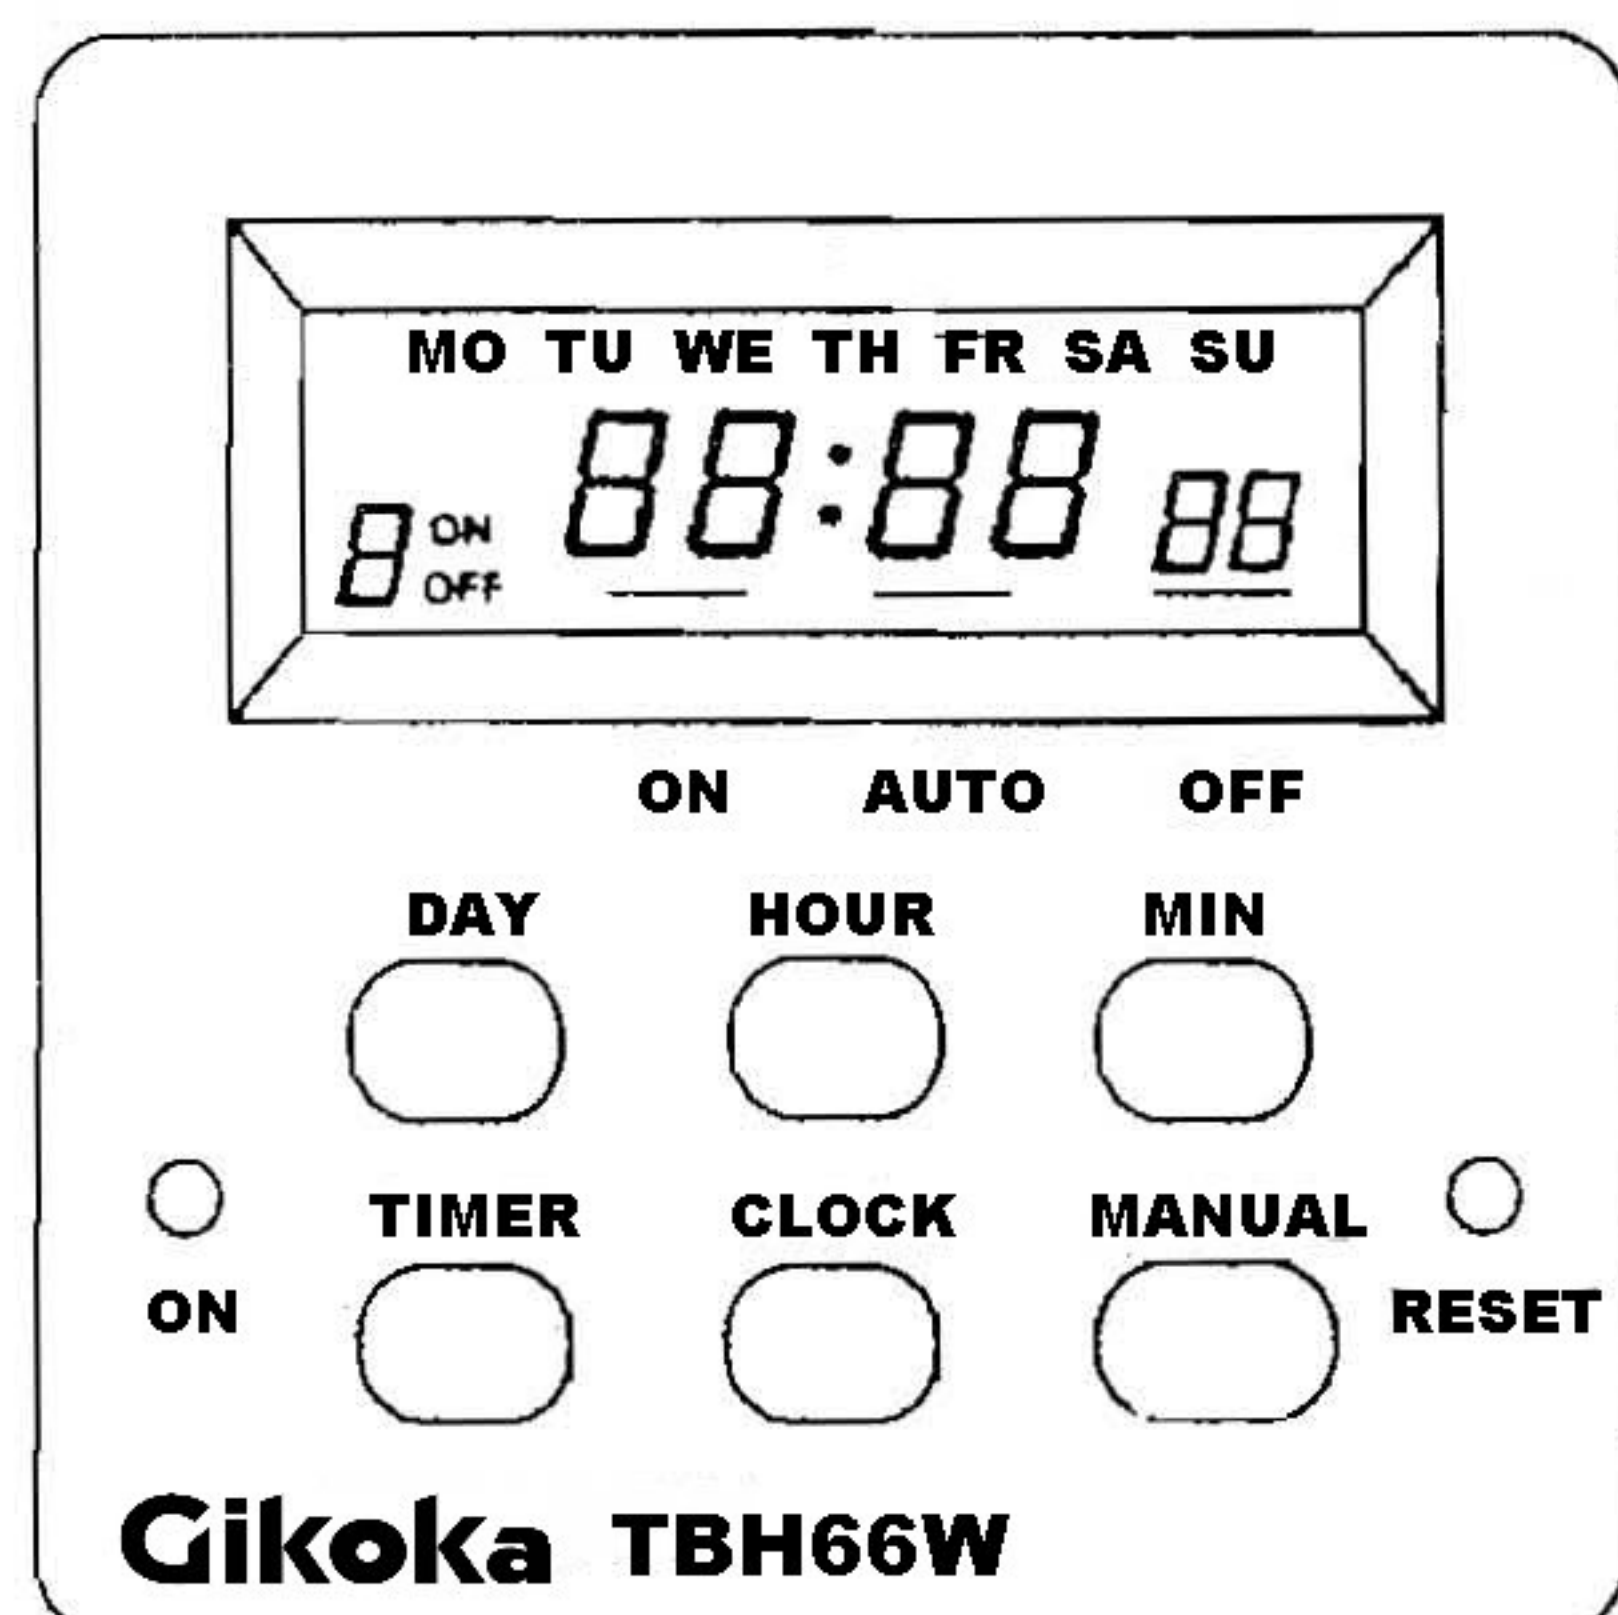 MO TU WE TH FR SA SU
88:88
8 ON 88
OFF
ON AUTO OFF
DAY HOUR MIN
TIMER CLOCK MANUAL
ON RESET
Gikoka TBH66W